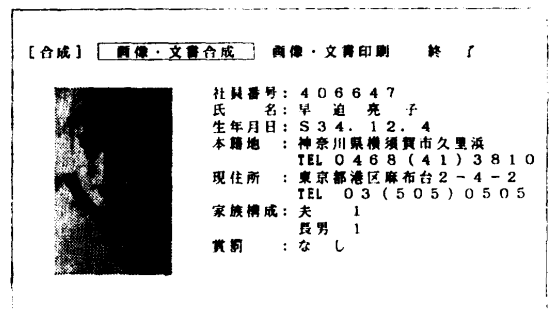 [合成] 画像・文書合成 画像・文書印刷 終 了
社員番号: 406647
氏 名: 早 迫 亮 子
生年月日: S34.12.4
本籍地 : 神奈川県横須賀市久里浜
TEL 0468(41)3810
現住所 : 東京都港区麻布台2-4-2
TEL 03(505)0505
家族構成: 夫 1
長男 1
賞罰 : な し